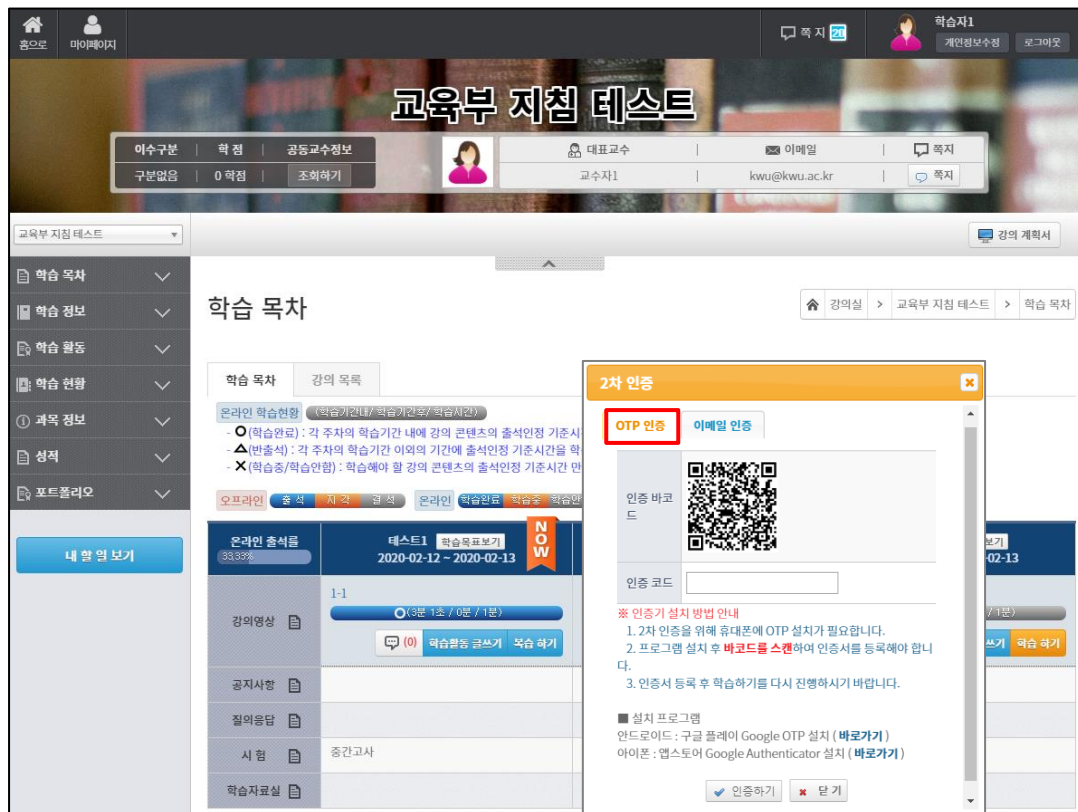 홈으로
마이페이지
쪽 지 20
학습자1
개인정보수정 로그아웃
교육부 지침 테스트
이수구분 | 학 점 | 공동교수정보
구분없음 | 0 학점 | 조회하기
대표교수 | 이메일 | 쪽지
교수자1 | kwu@kwu.ac.kr | 쪽지
교육부 지침 테스트
강의 계획서
학습 목차
학습 정보
학습 활동
학습 현황
과목 정보
성적
포트폴리오
내 할 일 보기
학습 목차
강의실 > 교육부 지침 테스트 > 학습 목차
학습 목차 강의 목록
온라인 학습현황 (학습기간내/ 학습기간후/ 학습시간)
- O(학습완료) : 각 주차의 학습기간 내에 강의 콘텐츠의 출석인정 기준시
- △(반출석) : 각 주차의 학습기간 이외의 기간에 출석인정 기준시간을 학
- X(학습중/학습안함) : 학습해야 할 강의 콘텐츠의 출석인정 기준시간 만
오프라인 출 석 지 각 결 석 온라인 학습완료 학습중 학습안
온라인 출석률
33.33%
테스트1 학습목표보기
2020-02-12 ~ 2020-02-13
NOW
보기
02-13
강의영상
1-1
O(3분 1초 / 0분 / 1분)
(0) 학습활동 글쓰기 복습 하기
/ 1분)
쓰기 학습 하기
공지사항
질의응답
시 험
중간고사
학습자료실
2차 인증
OTP 인증 이메일 인증
인증 바코
드
인증 코드
※ 인증기 설치 방법 안내
1. 2차 인증을 위해 휴대폰에 OTP 설치가 필요합니다.
2. 프로그램 설치 후 바코드를 스캔하여 인증서를 등록해야 합니
다.
3. 인증서 등록 후 학습하기를 다시 진행하시기 바랍니다.
■ 설치 프로그램
안드로이드 : 구글 플레이 Google OTP 설치 ( 바로가기 )
아이폰 : 앱스토어 Google Authenticator 설치 ( 바로가기 )
인증하기 닫 기